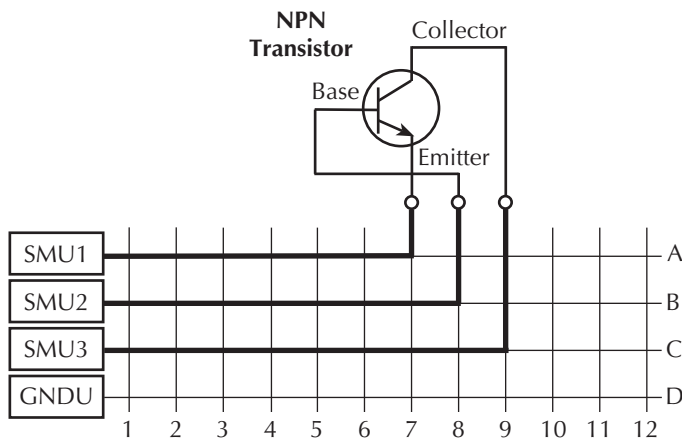 NPN
Transistor
Collector
Base
Emitter
SMU1
A
SMU2
B
SMU3
C
GNDU
D
1 2 3 4 5 6 7 8 9 10 11 12